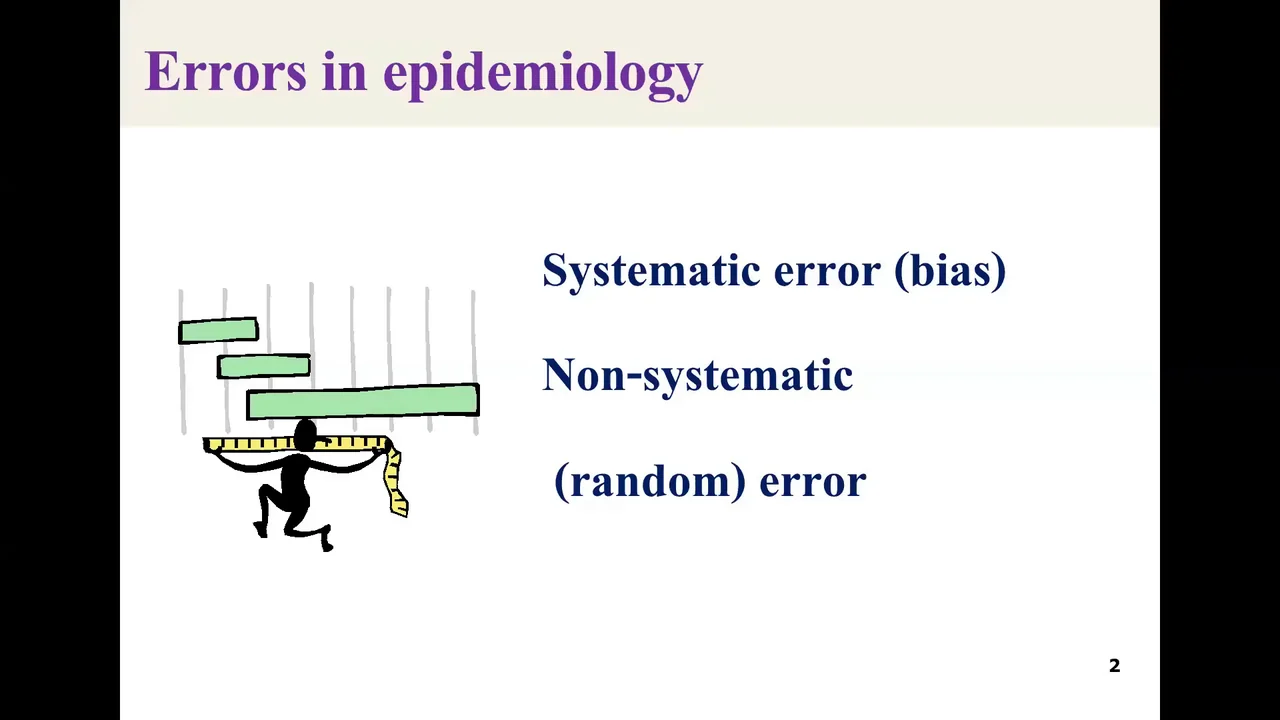 Errors in epidemiology
Systematic error (bias)
Non-systematic
(random) error
2